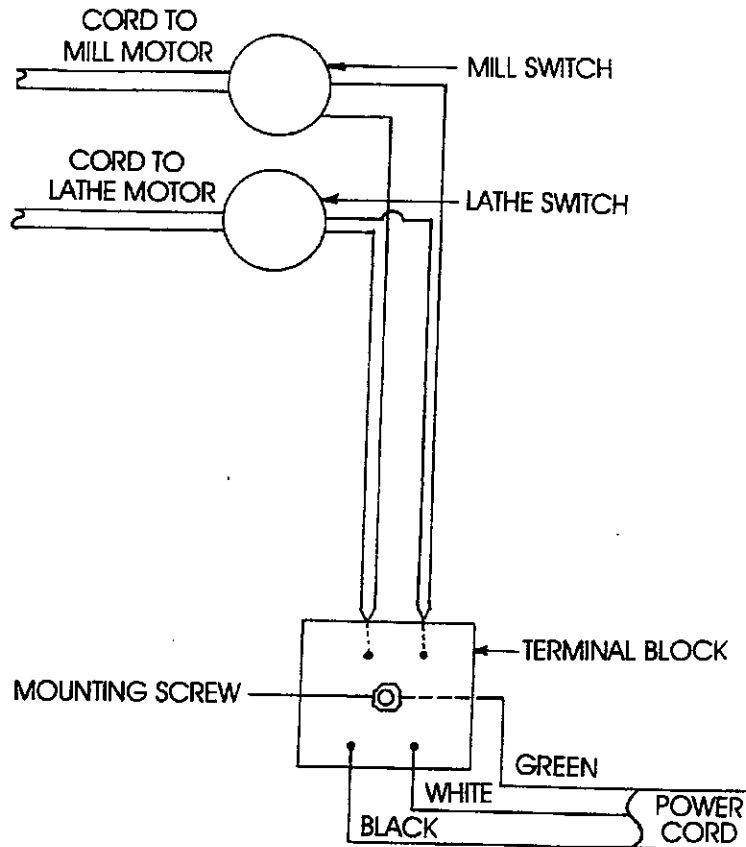 CORD TO
MILL MOTOR
MILL SWITCH
CORD TO
LATHE MOTOR
LATHE SWITCH
TERMINAL BLOCK
MOUNTING SCREW
GREEN
WHITE
POWER
CORD
BLACK